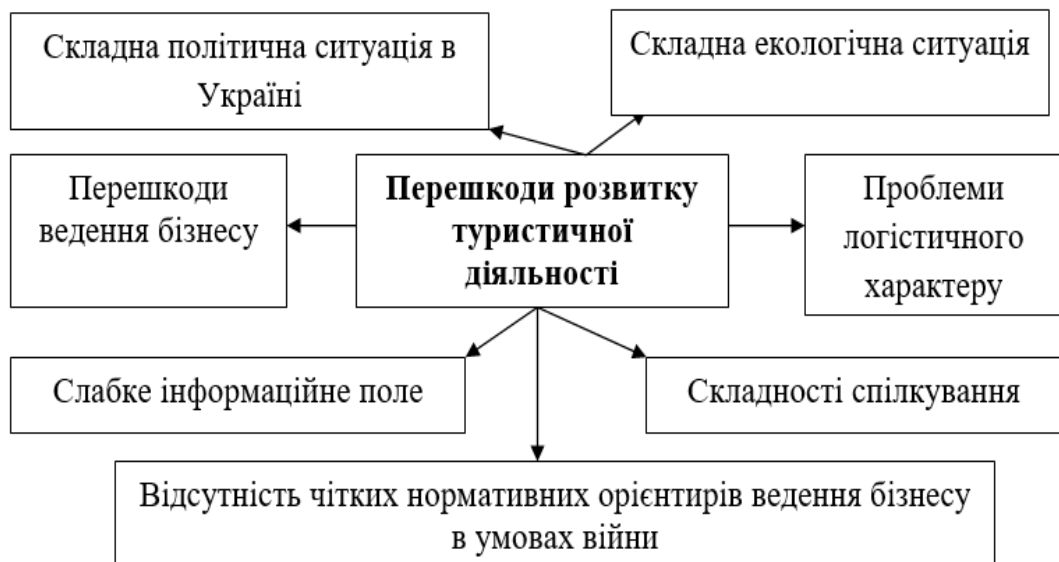 Складна політична ситуація в
Україні
Складна екологічна ситуація
Перешкоди
ведення бізнесу
Перешкоди розвитку
туристичної
діяльності
Проблеми
логістичного
характеру
Слабке інформаційне поле
Складності спілкування
Відсутність чітких нормативних орієнтирів ведення бізнесу
в умовах війни